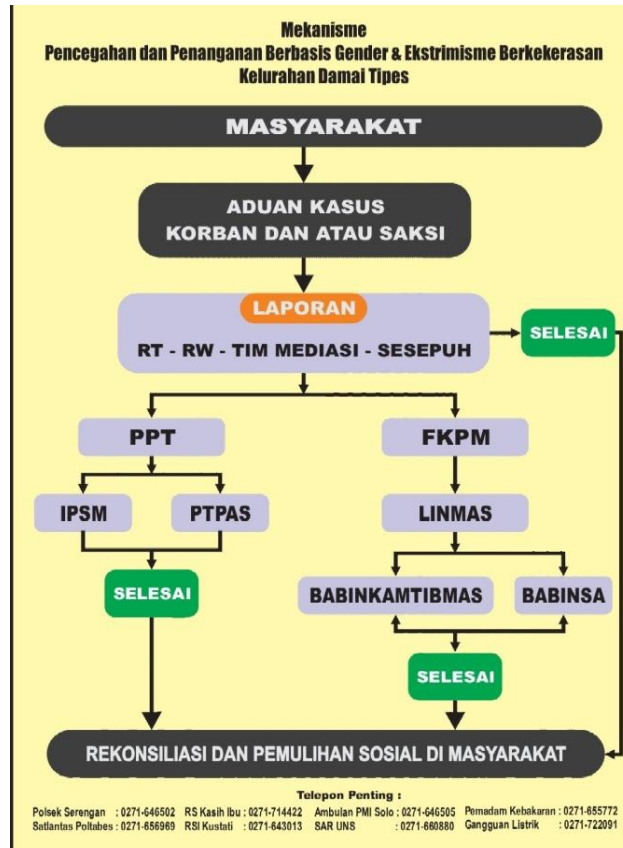 Mekanisme
Pencegahan dan Penanganan Berbasis Gender & Ekstrimisme Berkekerasan
Kelurahan Damai Tipes
MASYARAKAT
ADUAN KASUS
KORBAN DAN ATAU SAKSI
LAPORAN
RT - RW - TIM MEDIASI - SESEPUH
SELESAI
PPT
FKPM
IPSM
PTPAS
LINMAS
SELESAI
BABINKAMTIBMAS
BABINSA
SELESAI
REKONSILIASI DAN PEMULIHAN SOSIAL DI MASYARAKAT
Telepon Penting :
Polsek Serengan : 0271-646502 RS Kasih Ibu : 0271-714422 Ambulan PMI Solo : 0271-646505 Pemadam Kebakaran : 0271-655772
Satlantas Poltabes : 0271-656969 RSI Kustati : 0271-643013 SAR UNS : 0271-660880 Gangguan Listrik : 0271-722091